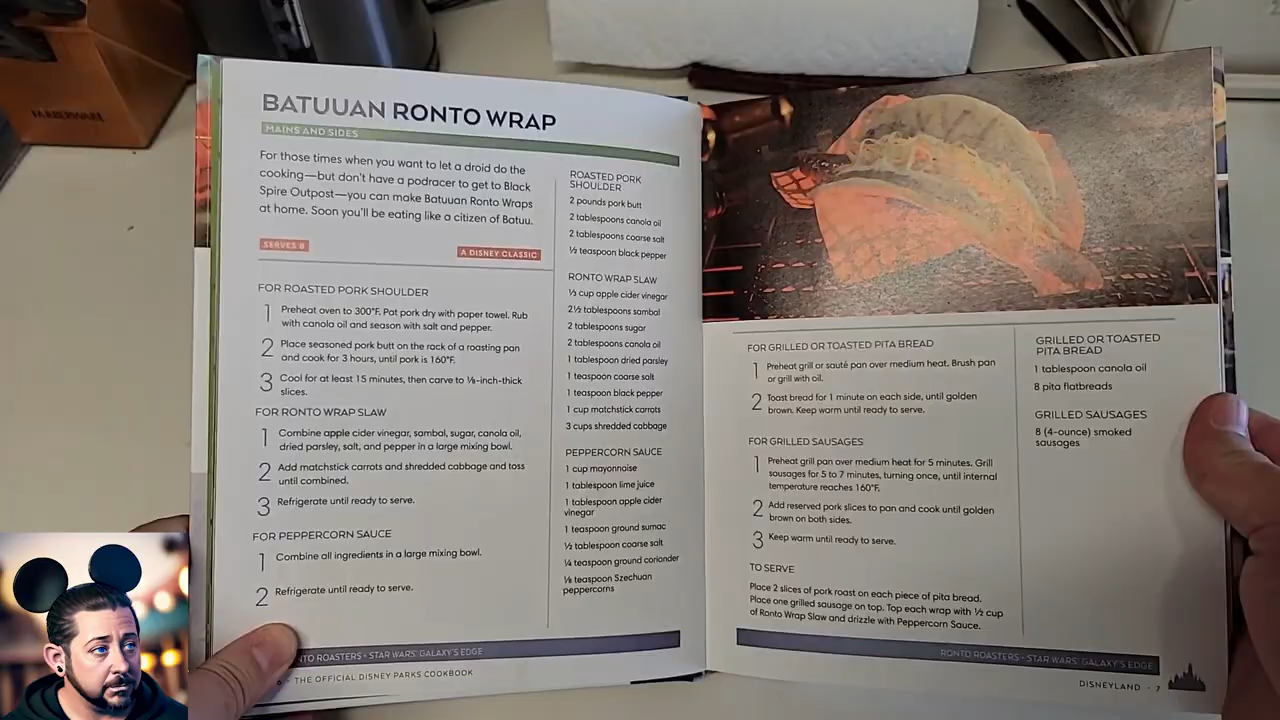 FARBERWARE
BATUUAN RONTO WRAP
MAINS AND SIDES
For those times when you want to let a droid do the
cooking—but don't have a podracer to get to Black
Spire Outpost—you can make Batuuan Ronto Wraps
at home. Soon you'll be eating like a citizen of Batuu.
SERVES 8
A DISNEY CLASSIC
FOR ROASTED PORK SHOULDER
1 Preheat oven to 300°F. Pat pork dry with paper towel. Rub
with canola oil and season with salt and pepper.
2 Place seasoned pork butt on the rack of a roasting pan
and cook for 3 hours, until pork is 160°F.
3 Cool for at least 15 minutes, then carve to ⅛-inch-thick
slices.
FOR RONTO WRAP SLAW
1 Combine apple cider vinegar, sambal, sugar, canola oil,
dried parsley, salt, and pepper in a large mixing bowl.
2 Add matchstick carrots and shredded cabbage and toss
until combined.
3 Refrigerate until ready to serve.
FOR PEPPERCORN SAUCE
1 Combine all ingredients in a large mixing bowl.
2 Refrigerate until ready to serve.
ROASTED PORK
SHOULDER
2 pounds pork butt
2 tablespoons canola oil
2 tablespoons coarse salt
½ teaspoon black pepper
RONTO WRAP SLAW
⅓ cup apple cider vinegar
2½ tablespoons sambal
2 tablespoons sugar
2 tablespoons canola oil
1 tablespoon dried parsley
1 teaspoon coarse salt
1 teaspoon black pepper
1 cup matchstick carrots
3 cups shredded cabbage
PEPPERCORN SAUCE
1 cup mayonnaise
1 tablespoon lime juice
1 tablespoon apple cider
vinegar
1 teaspoon ground sumac
½ tablespoon coarse salt
¼ teaspoon ground coriander
⅛ teaspoon Szechuan
peppercorns
NTO ROASTERS • STAR WARS: GALAXY'S EDGE
6 • THE OFFICIAL DISNEY PARKS COOKBOOK
FOR GRILLED OR TOASTED PITA BREAD
1 Preheat grill or sauté pan over medium heat. Brush pan
or grill with oil.
2 Toast bread for 1 minute on each side, until golden
brown. Keep warm until ready to serve.
FOR GRILLED SAUSAGES
1 Preheat grill pan over medium heat for 5 minutes. Grill
sausages for 5 to 7 minutes, turning once, until internal
temperature reaches 160°F.
2 Add reserved pork slices to pan and cook until golden
brown on both sides.
3 Keep warm until ready to serve.
TO SERVE
Place 2 slices of pork roast on each piece of pita bread.
Place one grilled sausage on top. Top each wrap with ½ cup
of Ronto Wrap Slaw and drizzle with Peppercorn Sauce.
GRILLED OR TOASTED
PITA BREAD
1 tablespoon canola oil
8 pita flatbreads
GRILLED SAUSAGES
8 (4-ounce) smoked
sausages
RONTO ROASTERS • STAR WARS: GALAXY'S EDGE
DISNEYLAND • 7